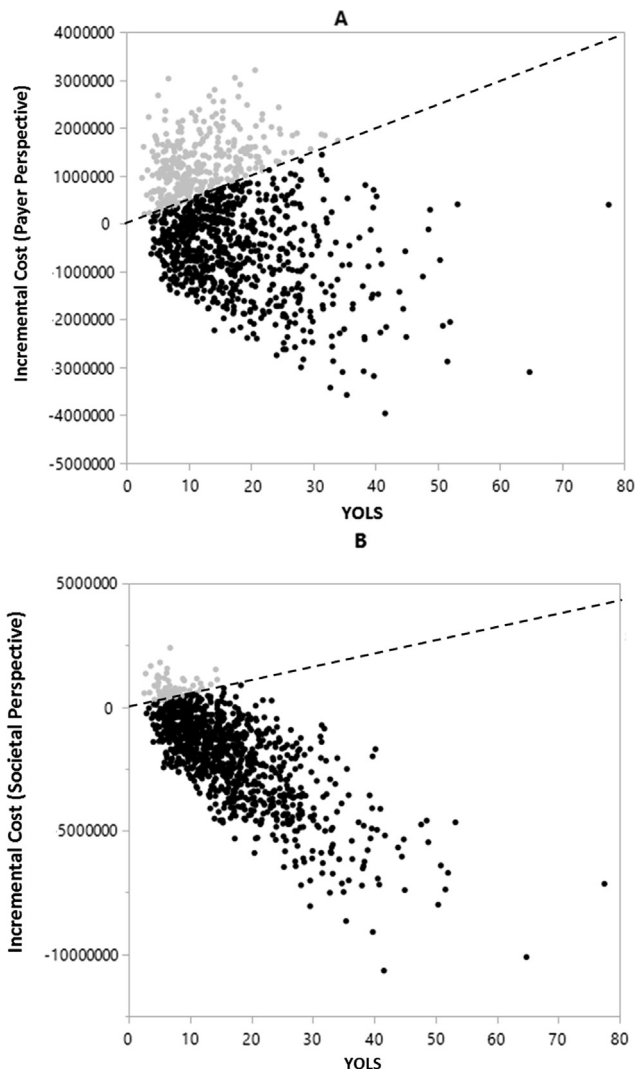 A
Incremental Cost (Payer Perspective)
4000000
3000000
2000000
1000000
0
-1000000
-2000000
-3000000
-4000000
-5000000
0 10 20 30 40 50 60 70 80
YOLS
B
Incremental Cost (Societal Perspective)
5000000
0
-5000000
-10000000
0 10 20 30 40 50 60 70 80
YOLS